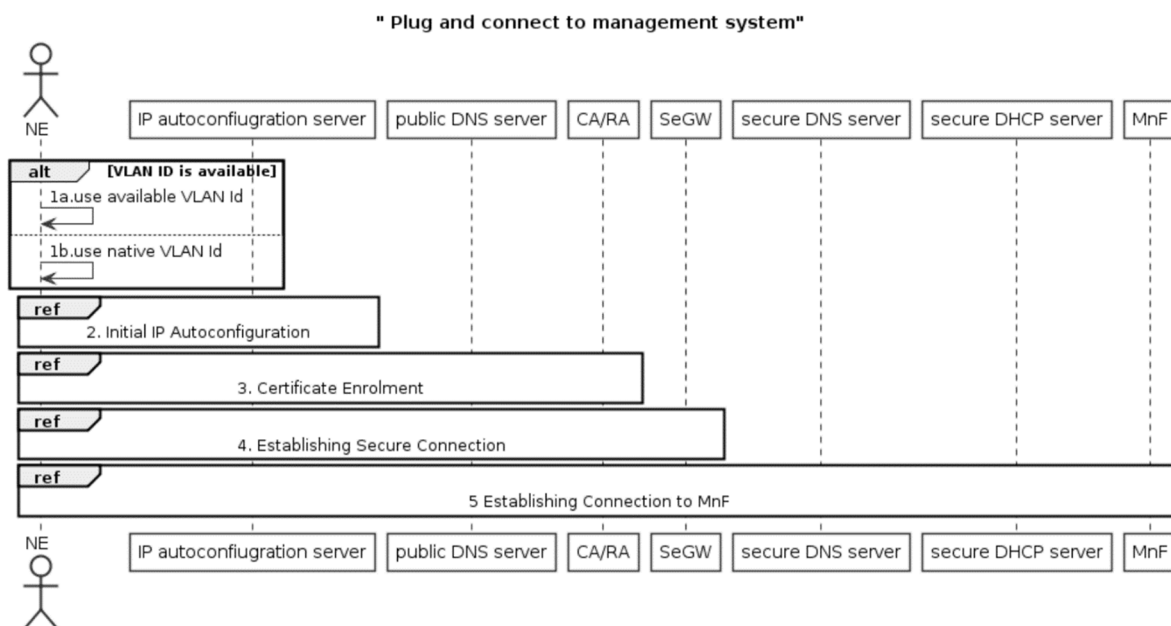 " Plug and connect to management system"
NE
IP autoconfiugration server
public DNS server
CA/RA
SeGW
secure DNS server
secure DHCP server
MnF
alt [VLAN ID is available]
1a.use available VLAN Id
1b.use native VLAN Id
ref
2. Initial IP Autoconfiguration
ref
3. Certificate Enrolment
ref
4. Establishing Secure Connection
ref
5 Establishing Connection to MnF
NE
IP autoconfiugration server
public DNS server
CA/RA
SeGW
secure DNS server
secure DHCP server
MnF